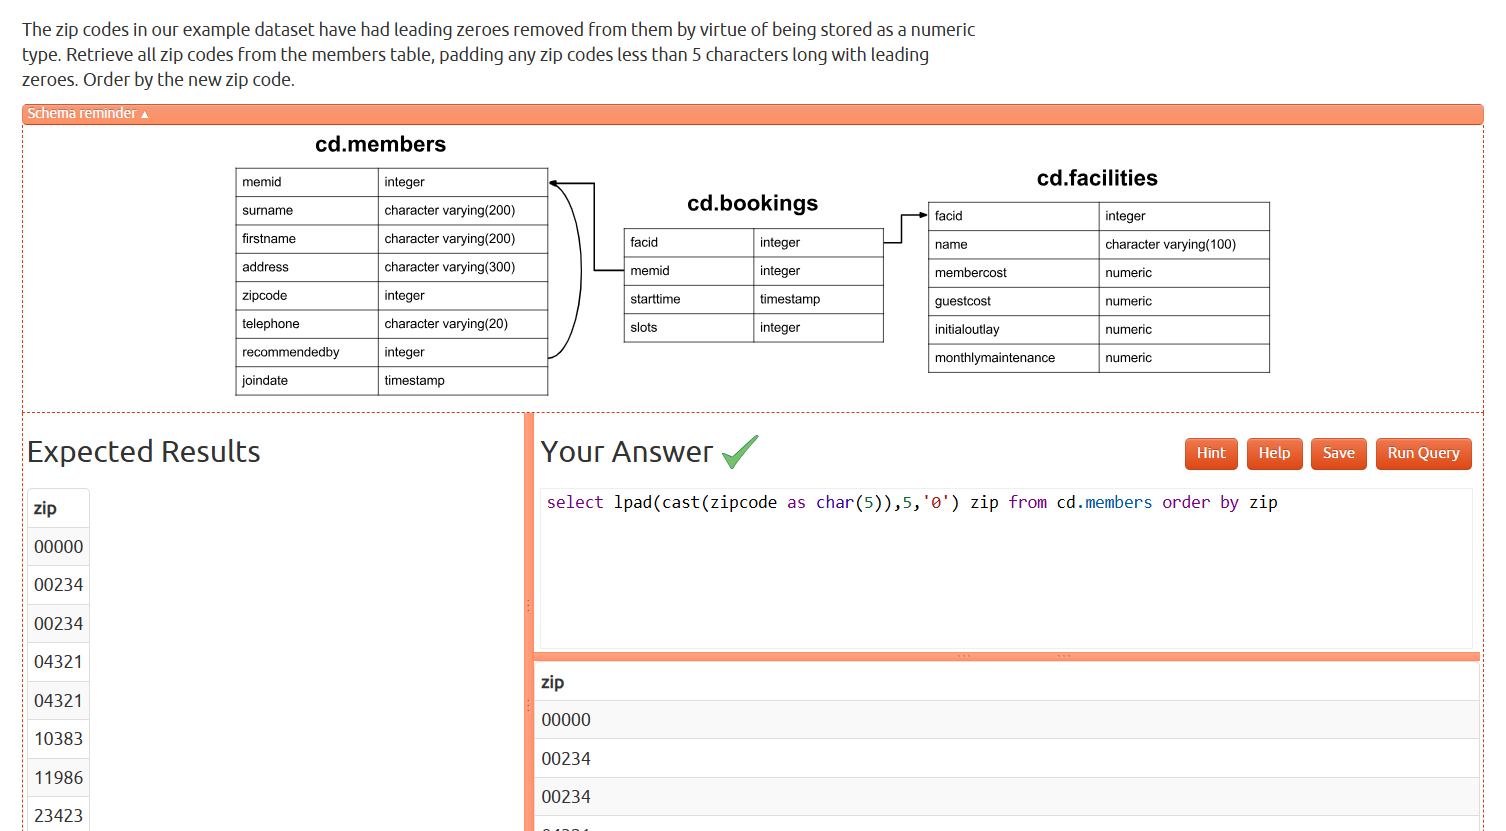 The zip codes in our example dataset have had leading zeroes removed from them by virtue of being stored as a numeric
type. Retrieve all zip codes from the members table, padding any zip codes less than 5 characters long with leading
zeroes. Order by the new zip code.
Schema reminder ▲
cd.members
memid integer
surname character varying(200)
firstname character varying(200)
address character varying(300)
zipcode integer
telephone character varying(20)
recommendedby integer
joindate timestamp
cd.bookings
facid integer
memid integer
starttime timestamp
slots integer
cd.facilities
facid integer
name character varying(100)
membercost numeric
guestcost numeric
initialoutlay numeric
monthlymaintenance numeric
Expected Results
zip
00000
00234
00234
04321
04321
10383
11986
23423
Your Answer
Hint Help Save Run Query
select lpad(cast(zipcode as char(5)),5,'0') zip from cd.members order by zip
zip
00000
00234
00234